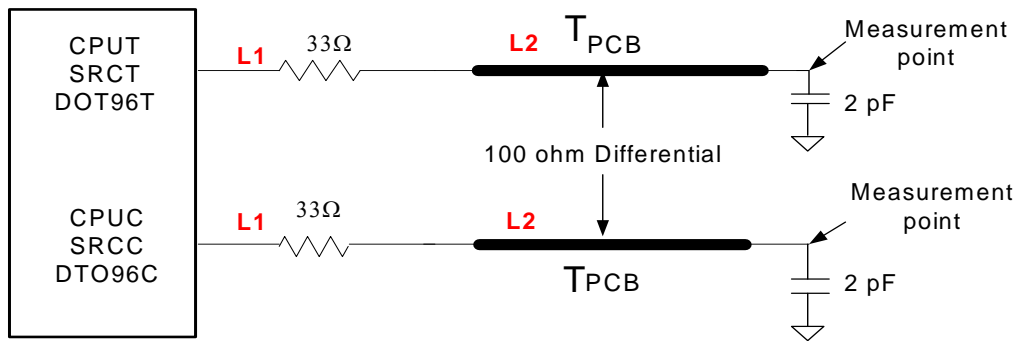 CPUT
SRCT
DOT96T
L1
33Ω
L2
TPCB
Measurement
point
2 pF
100 ohm Differential
CPUC
SRCC
DTO96C
L1
33Ω
L2
TPCB
Measurement
point
2 pF